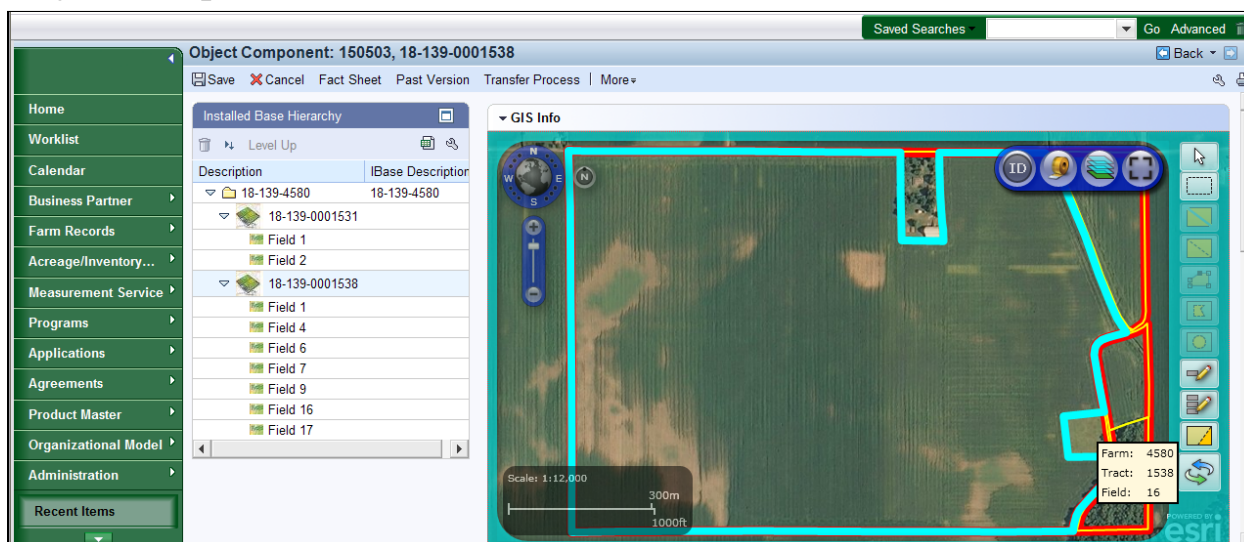 Saved Searches Go Advanced
Object Component: 150503, 18-139-0001538 Back
Save Cancel Fact Sheet Past Version Transfer Process | More
Home
Worklist
Calendar
Business Partner
Farm Records
Acreage/Inventory...
Measurement Service
Programs
Applications
Agreements
Product Master
Organizational Model
Administration
Recent Items
Installed Base Hierarchy
Level Up
Description IBase Description
18-139-4580 18-139-4580
18-139-0001531
Field 1
Field 2
18-139-0001538
Field 1
Field 4
Field 6
Field 7
Field 9
Field 16
Field 17
GIS Info
N
W E
S
N
ID
Farm: 4580
Tract: 1538
Field: 16
Scale: 1:12,000
300m
1000ft
POWERED BY
esri